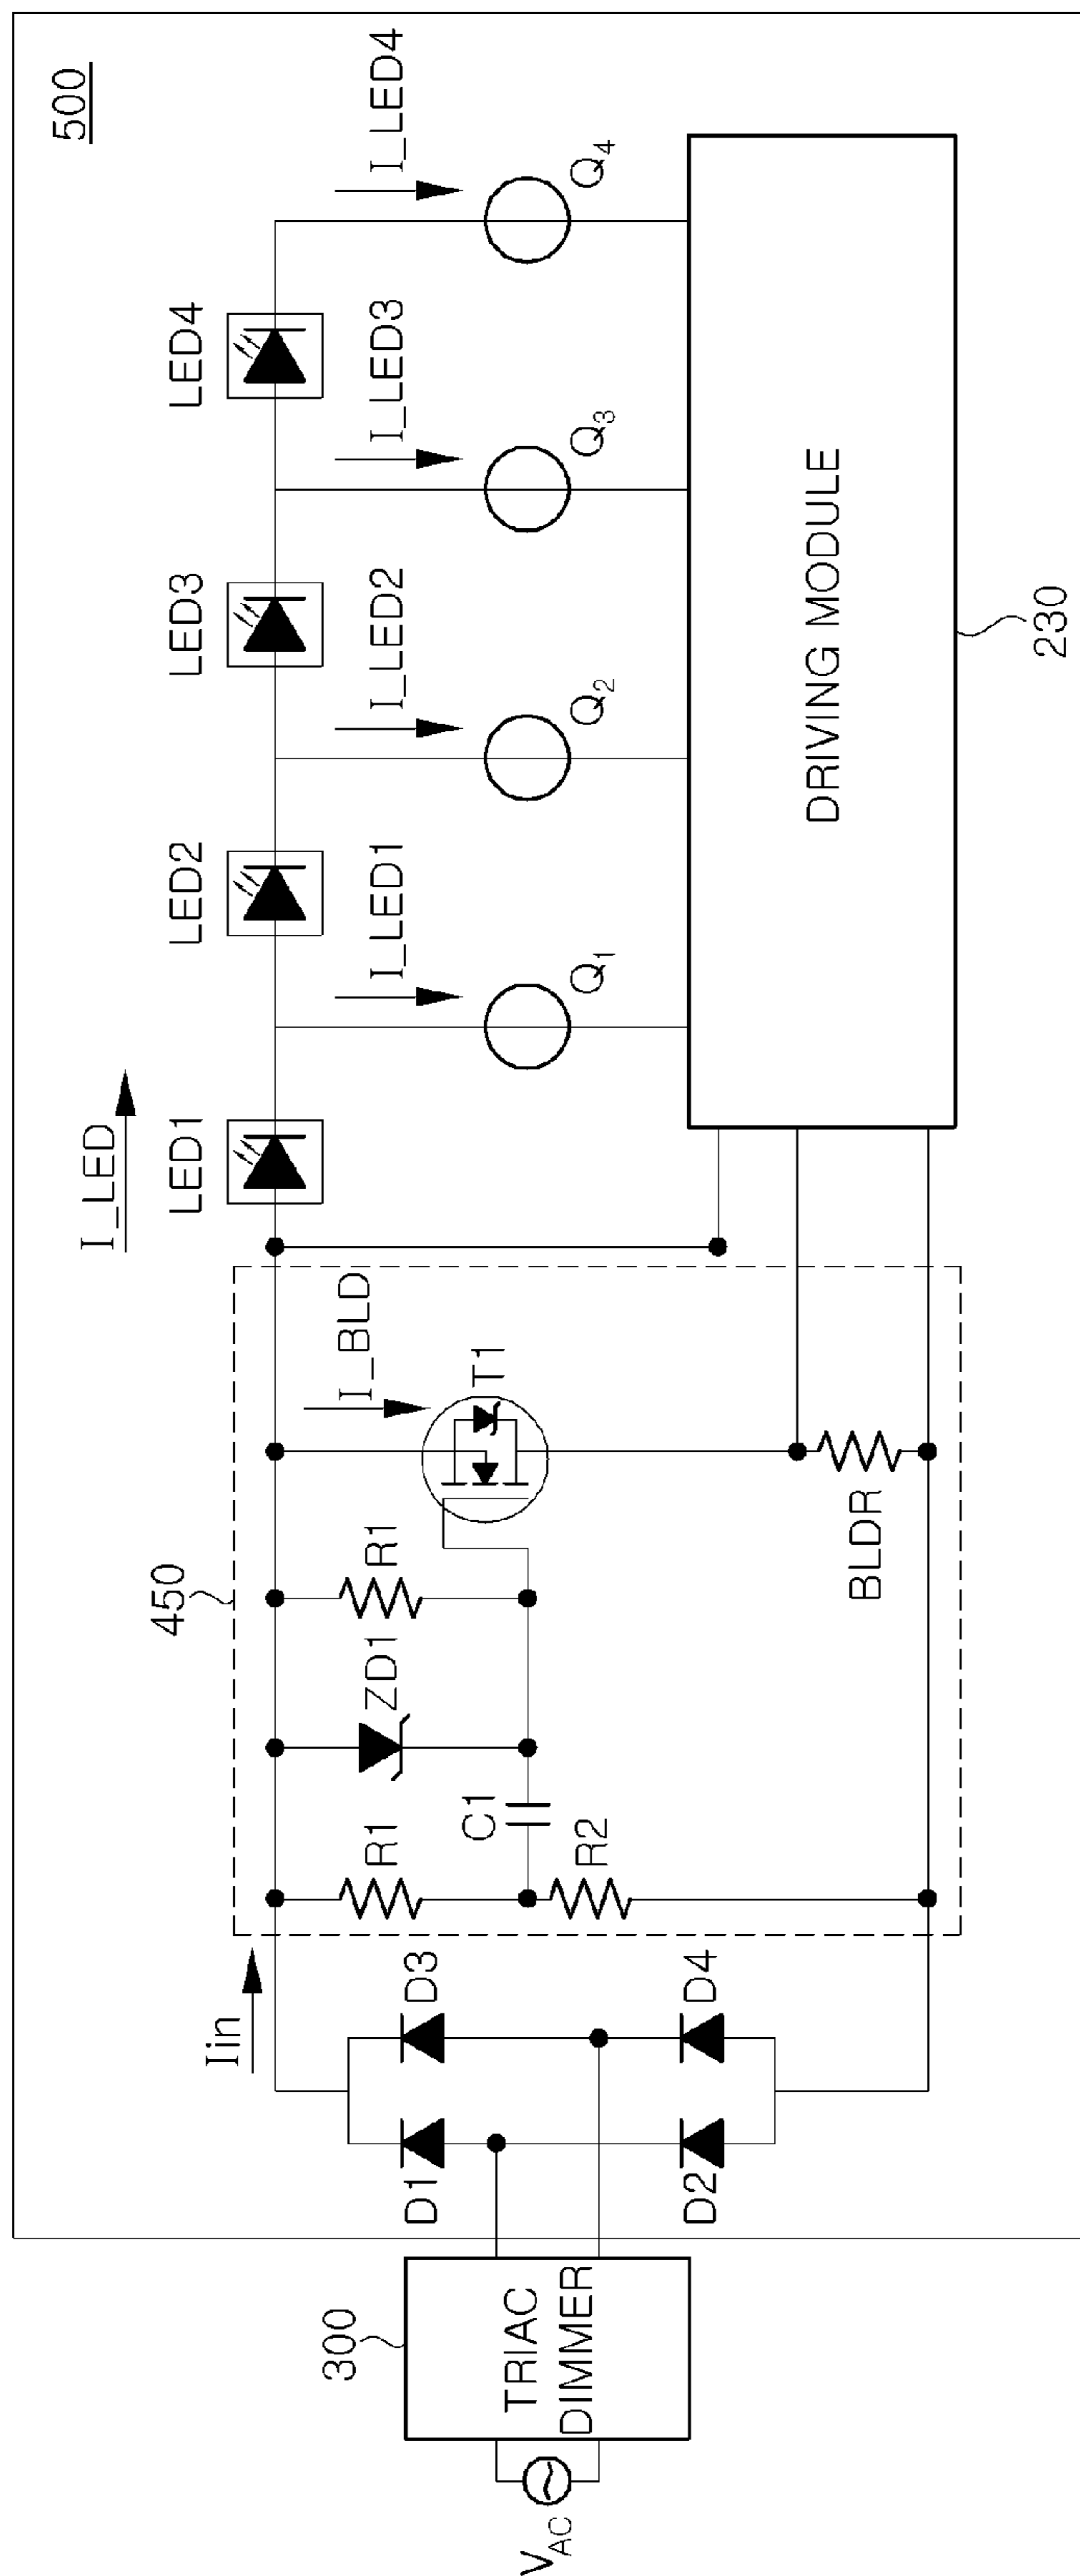 500
I_LED
LED1
LED2
LED3
LED4
I_LED1
I_LED2
I_LED3
I_LED4
Q1
Q2
Q3
Q4
450
Iin
I_BLD
R1
ZD1
R1
T1
C1
R2
D1
D3
D2
D4
BLDR
300
TRIAC
DIMMER
VAC
DRIVING MODULE
230